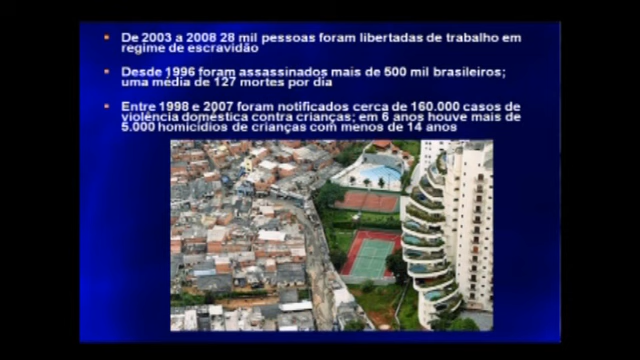 De 2003 a 2008 28 mil pessoas foram libertadas de trabalho em
regime de escravidão
Desde 1996 foram assassinados mais de 500 mil brasileiros;
uma média de 127 mortes por dia
Entre 1998 e 2007 foram notificados cerca de 160.000 casos de
violência doméstica contra crianças; em 6 anos houve mais de
5.000 homicídios de crianças com menos de 14 anos